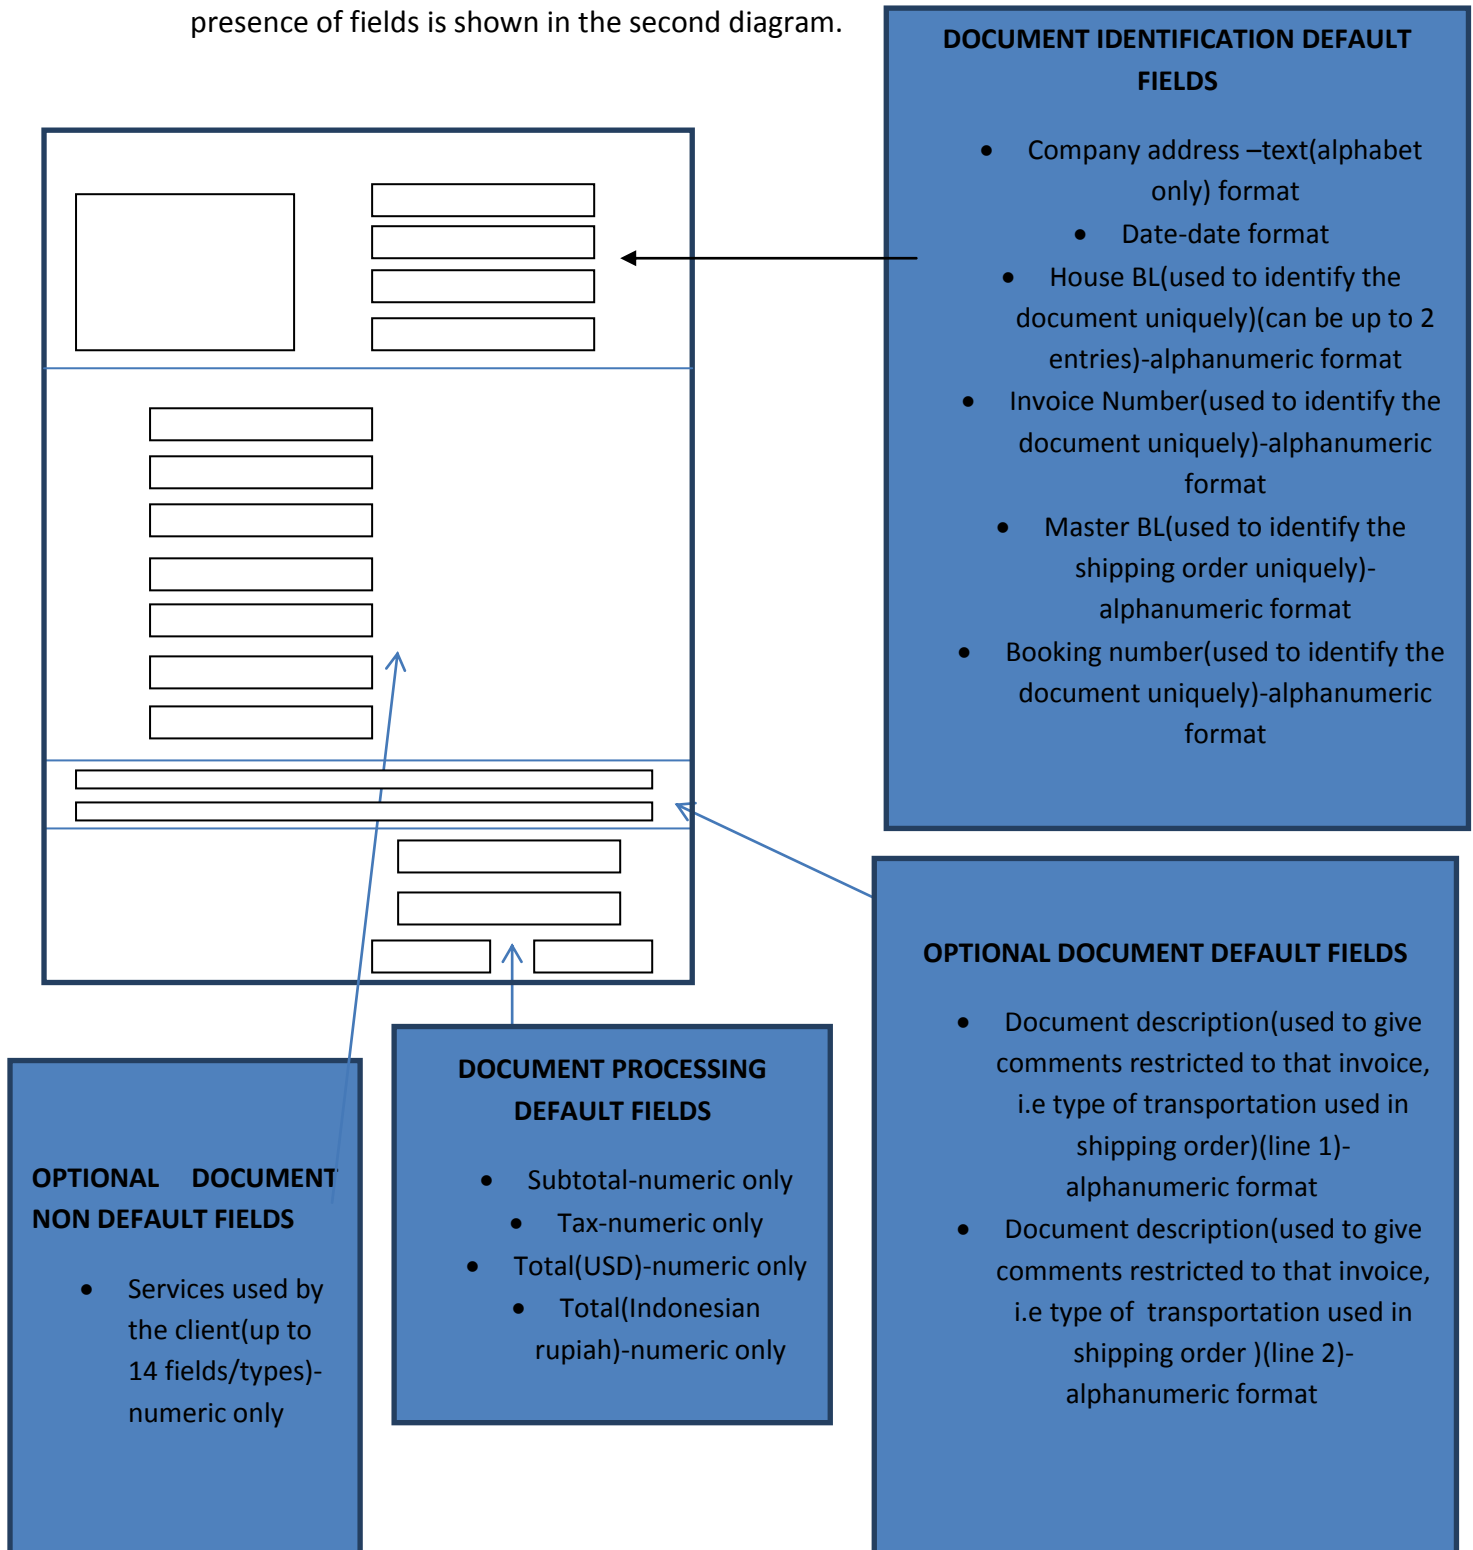 presence of fields is shown in the second diagram.
DOCUMENT IDENTIFICATION DEFAULT
FIELDS
• Company address –text(alphabet
only) format
• Date-date format
• House BL(used to identify the
document uniquely)(can be up to 2
entries)-alphanumeric format
• Invoice Number(used to identify the
document uniquely)-alphanumeric
format
• Master BL(used to identify the
shipping order uniquely)-
alphanumeric format
• Booking number(used to identify the
document uniquely)-alphanumeric
format
OPTIONAL DOCUMENT DEFAULT FIELDS
• Document description(used to give
comments restricted to that invoice,
i.e type of transportation used in
shipping order)(line 1)-
alphanumeric format
• Document description(used to give
comments restricted to that invoice,
i.e type of transportation used in
shipping order )(line 2)-
alphanumeric format
DOCUMENT PROCESSING
DEFAULT FIELDS
• Subtotal-numeric only
• Tax-numeric only
• Total(USD)-numeric only
• Total(Indonesian
rupiah)-numeric only
OPTIONAL DOCUMENT
NON DEFAULT FIELDS
• Services used by
the client(up to
14 fields/types)-
numeric only